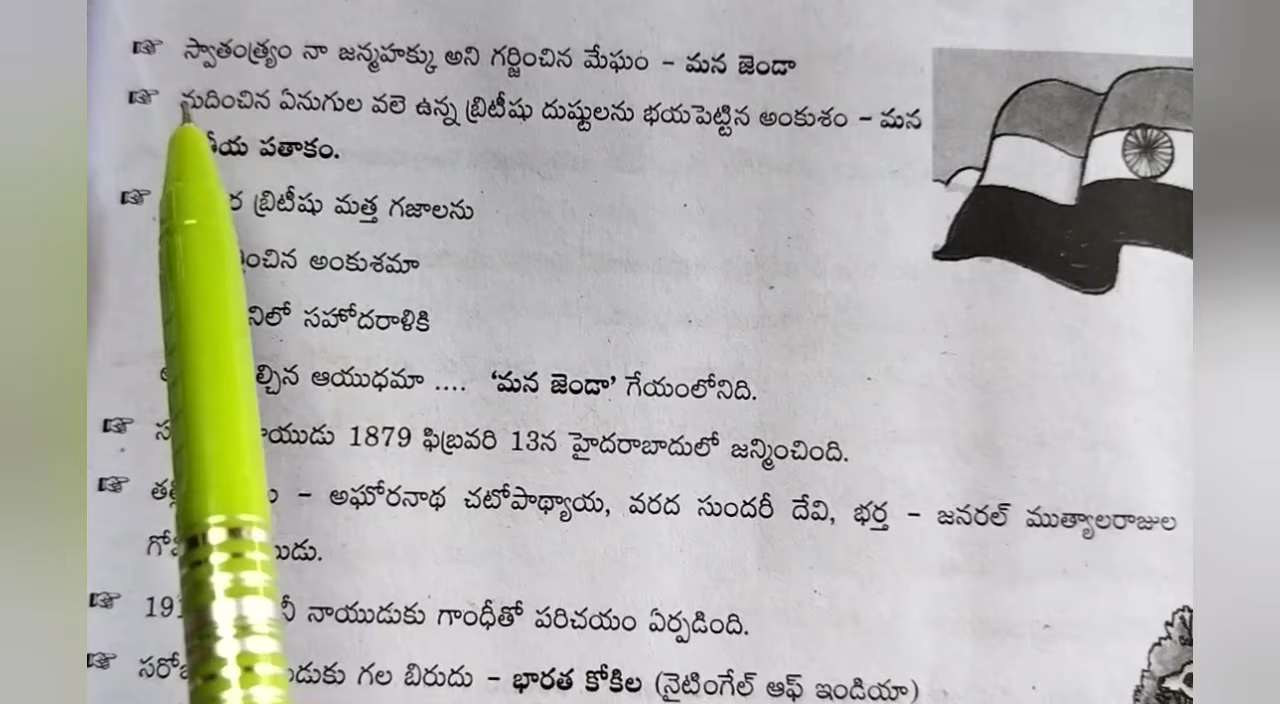 ☞ స్వాతంత్ర్యం నా జన్మహక్కు అని గర్జించిన మేఘం - మన జెండా
☞ మదించిన ఏనుగుల వలె ఉన్న బ్రిటీషు దుష్టులను భయపెట్టిన అంకుశం - మన
పతాకం.
☞ బ్రిటీషు మత్త గజాలను
అంకుశమా
సహోదరాళికి
ఆయుధమా .... 'మన జెండా' గేయంలోనిది.
☞ 1879 ఫిబ్రవరి 13న హైదరాబాదులో జన్మించింది.
☞ - అఘోరనాథ చటోపాధ్యాయ, వరద సుందరీ దేవి, భర్త - జనరల్ ముత్యాలరాజుల
☞ నాయుడుకు గాంధీతో పరిచయం ఏర్పడింది.
☞ గల బిరుదు - భారత కోకిల (నైటింగేల్ ఆఫ్ ఇండియా)